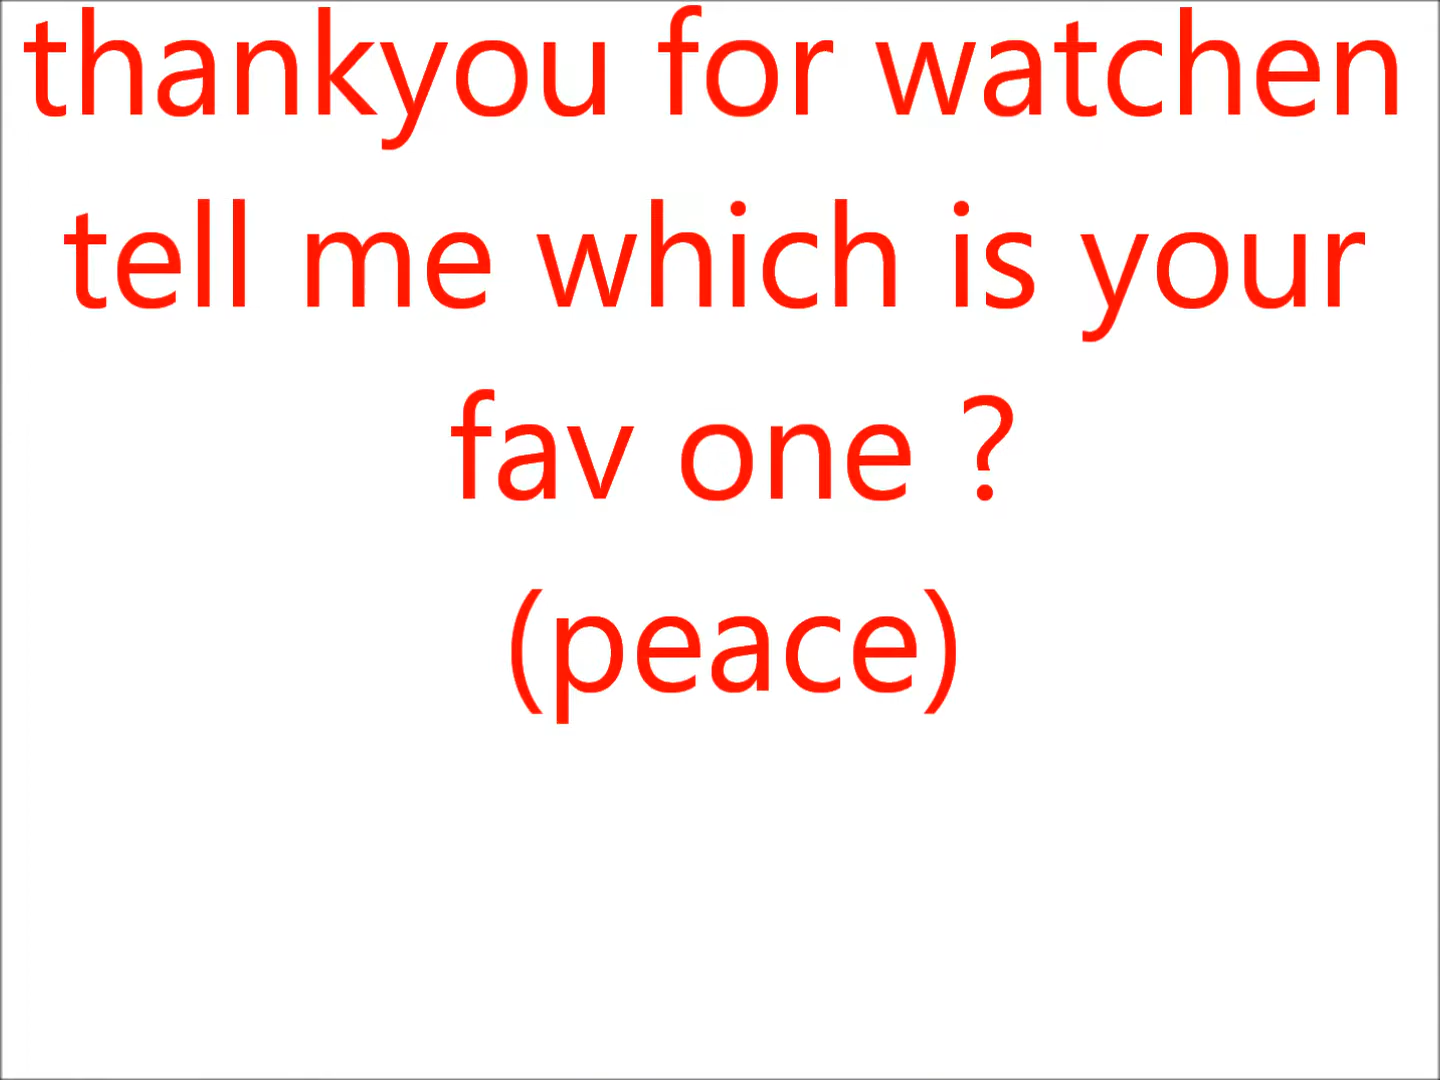 thankyou for watchen
tell me which is your
fav one ?
(peace)